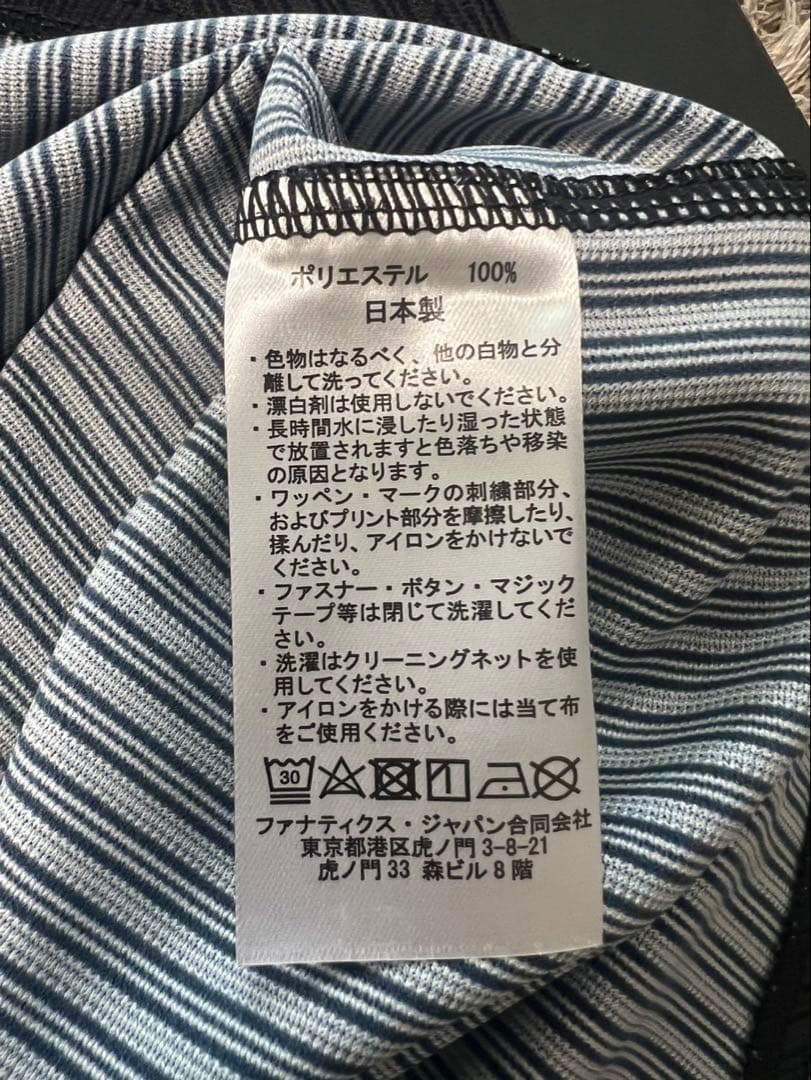 ポリエステル 100%
日本製
・色物はなるべく、他の白物と分
離して洗ってください。
・漂白剤は使用しないでください。
・長時間水に浸したり湿った状態
で放置されますと色落ちや移染
の原因となります。
・ワッペン・マークの刺繍部分、
およびプリント部分を摩擦したり、
揉んだり、アイロンをかけないで
ください。
・ファスナー・ボタン・マジック
テープ等は閉じて洗濯してくだ
さい。
・洗濯はクリーニングネットを使
用してください。
・アイロンをかける際には当て布
をご使用ください。
30
ファナティクス・ジャパン合同会社
東京都港区虎ノ門3-8-21
虎ノ門33 森ビル8階